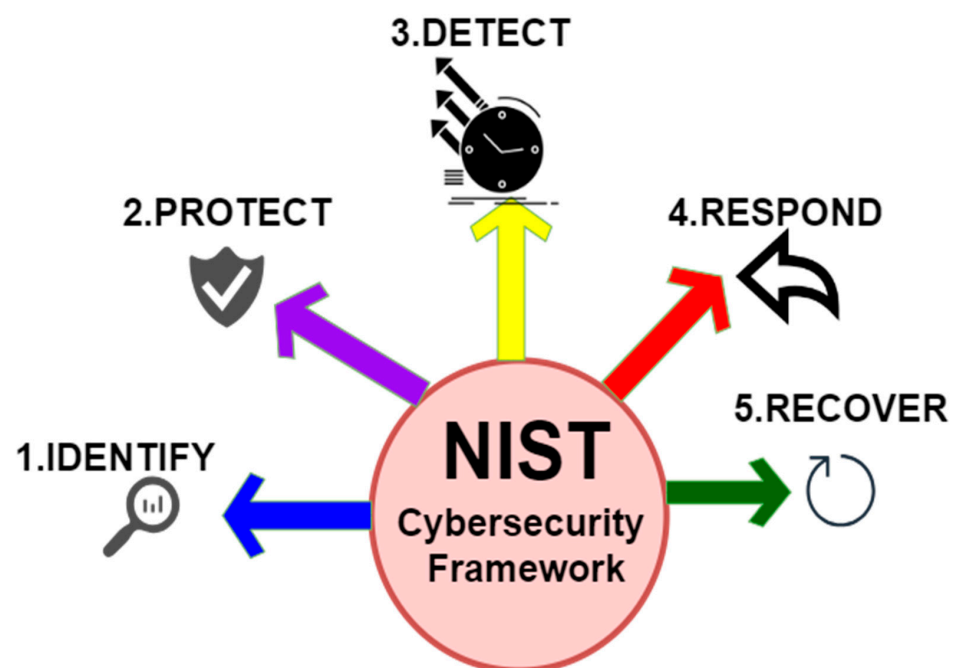 3.DETECT
2.PROTECT
4.RESPOND
1.IDENTIFY
5.RECOVER
NIST
Cybersecurity
Framework